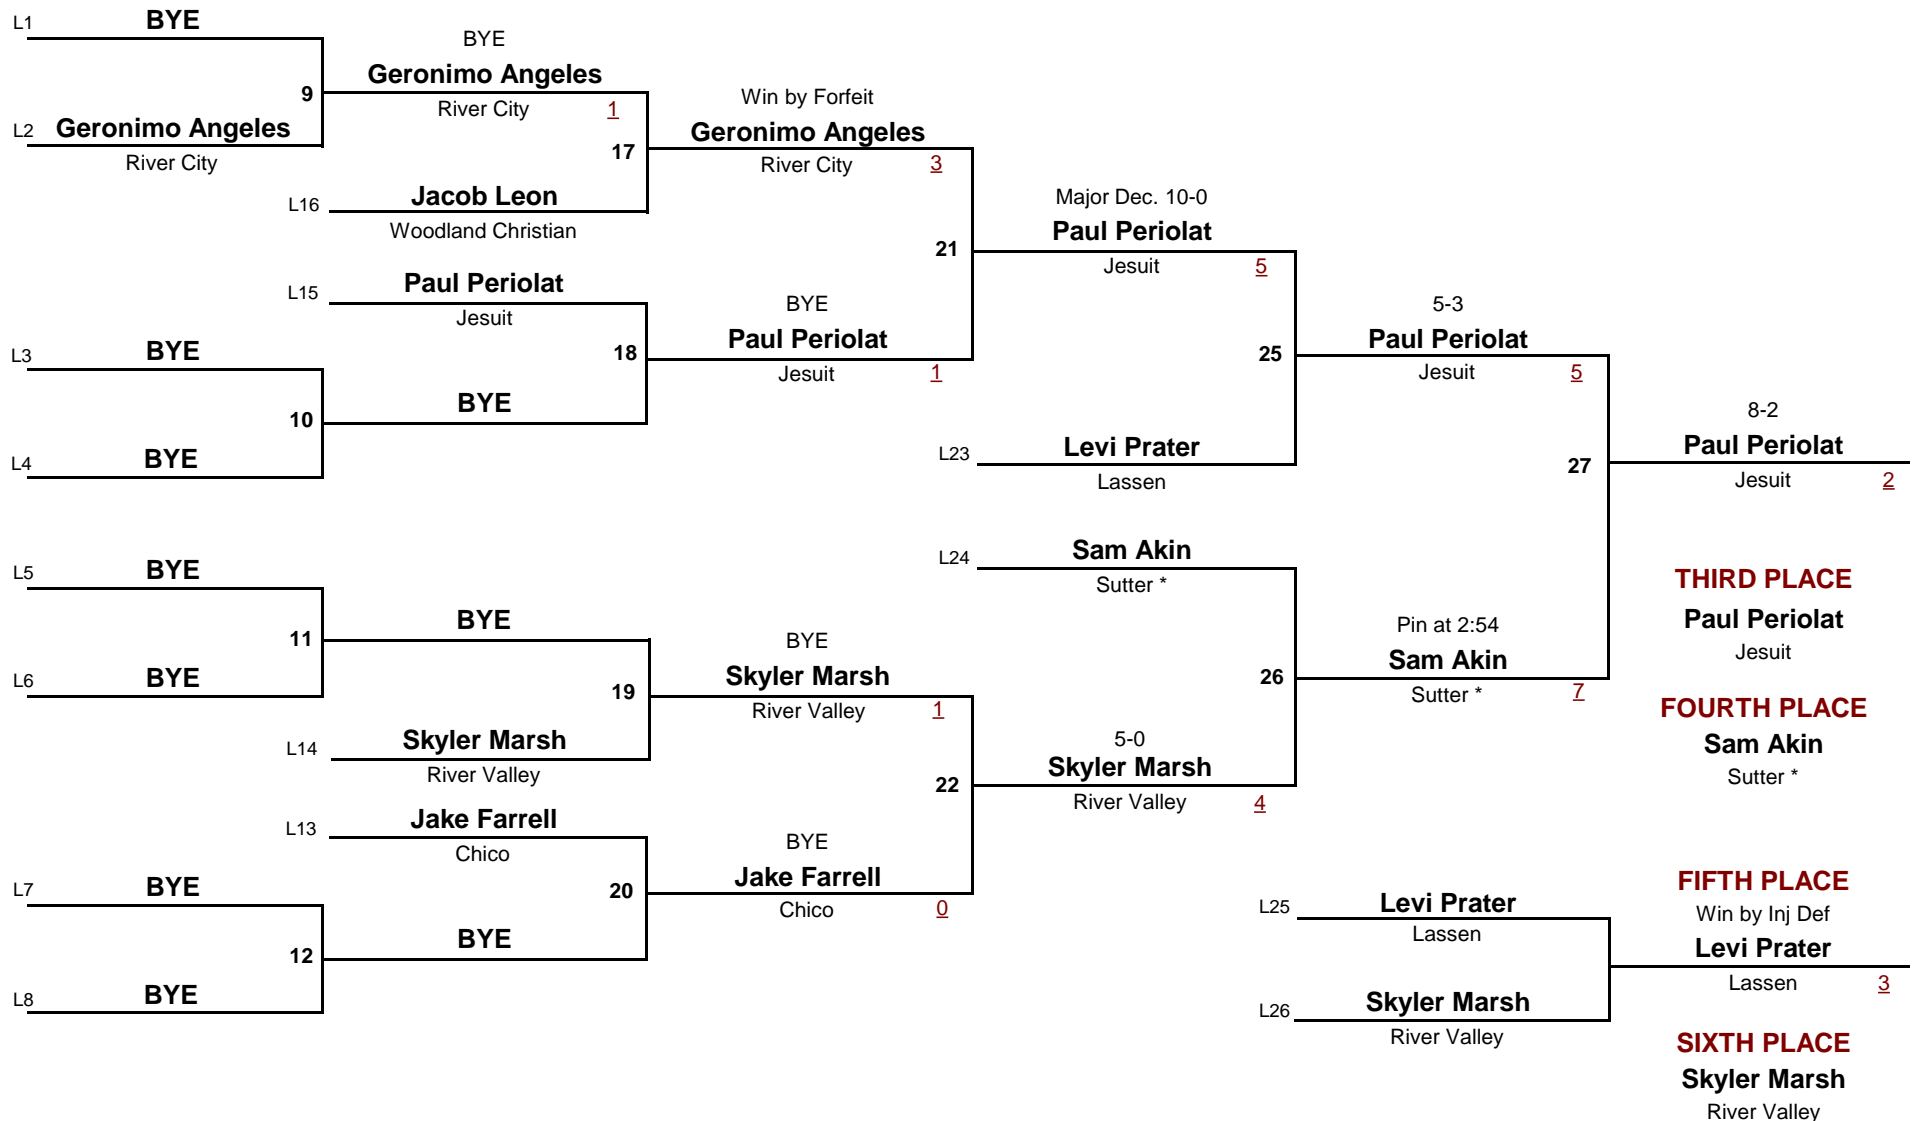 L1 BYE
BYE
Geronimo Angeles
9
River City 1
L2 Geronimo Angeles
River City
Win by Forfeit
Geronimo Angeles
17
River City 3
L16 Jacob Leon
Woodland Christian
Major Dec. 10-0
Paul Periolat
21
Jesuit 5
L15 Paul Periolat
Jesuit
BYE
Paul Periolat
18
Jesuit 1
L3 BYE
10
BYE
L4 BYE
5-3
Paul Periolat
25
Jesuit 5
L23 Levi Prater
Lassen
8-2
Paul Periolat
27
Jesuit 2
L24 Sam Akin
Sutter *
L5 BYE
11
BYE
L6 BYE
BYE
Skyler Marsh
19
River Valley 1
L14 Skyler Marsh
River Valley
Pin at 2:54
Sam Akin
26
Sutter * 7
5-0
Skyler Marsh
22
River Valley 4
L13 Jake Farrell
Chico
BYE
Jake Farrell
20
Chico 0
L7 BYE
12
BYE
L8 BYE
THIRD PLACE
Paul Periolat
Jesuit
FOURTH PLACE
Sam Akin
Sutter *
L25 Levi Prater
Lassen
L26 Skyler Marsh
River Valley
FIFTH PLACE
Win by Inj Def
Levi Prater
Lassen 3
SIXTH PLACE
Skyler Marsh
River Valley